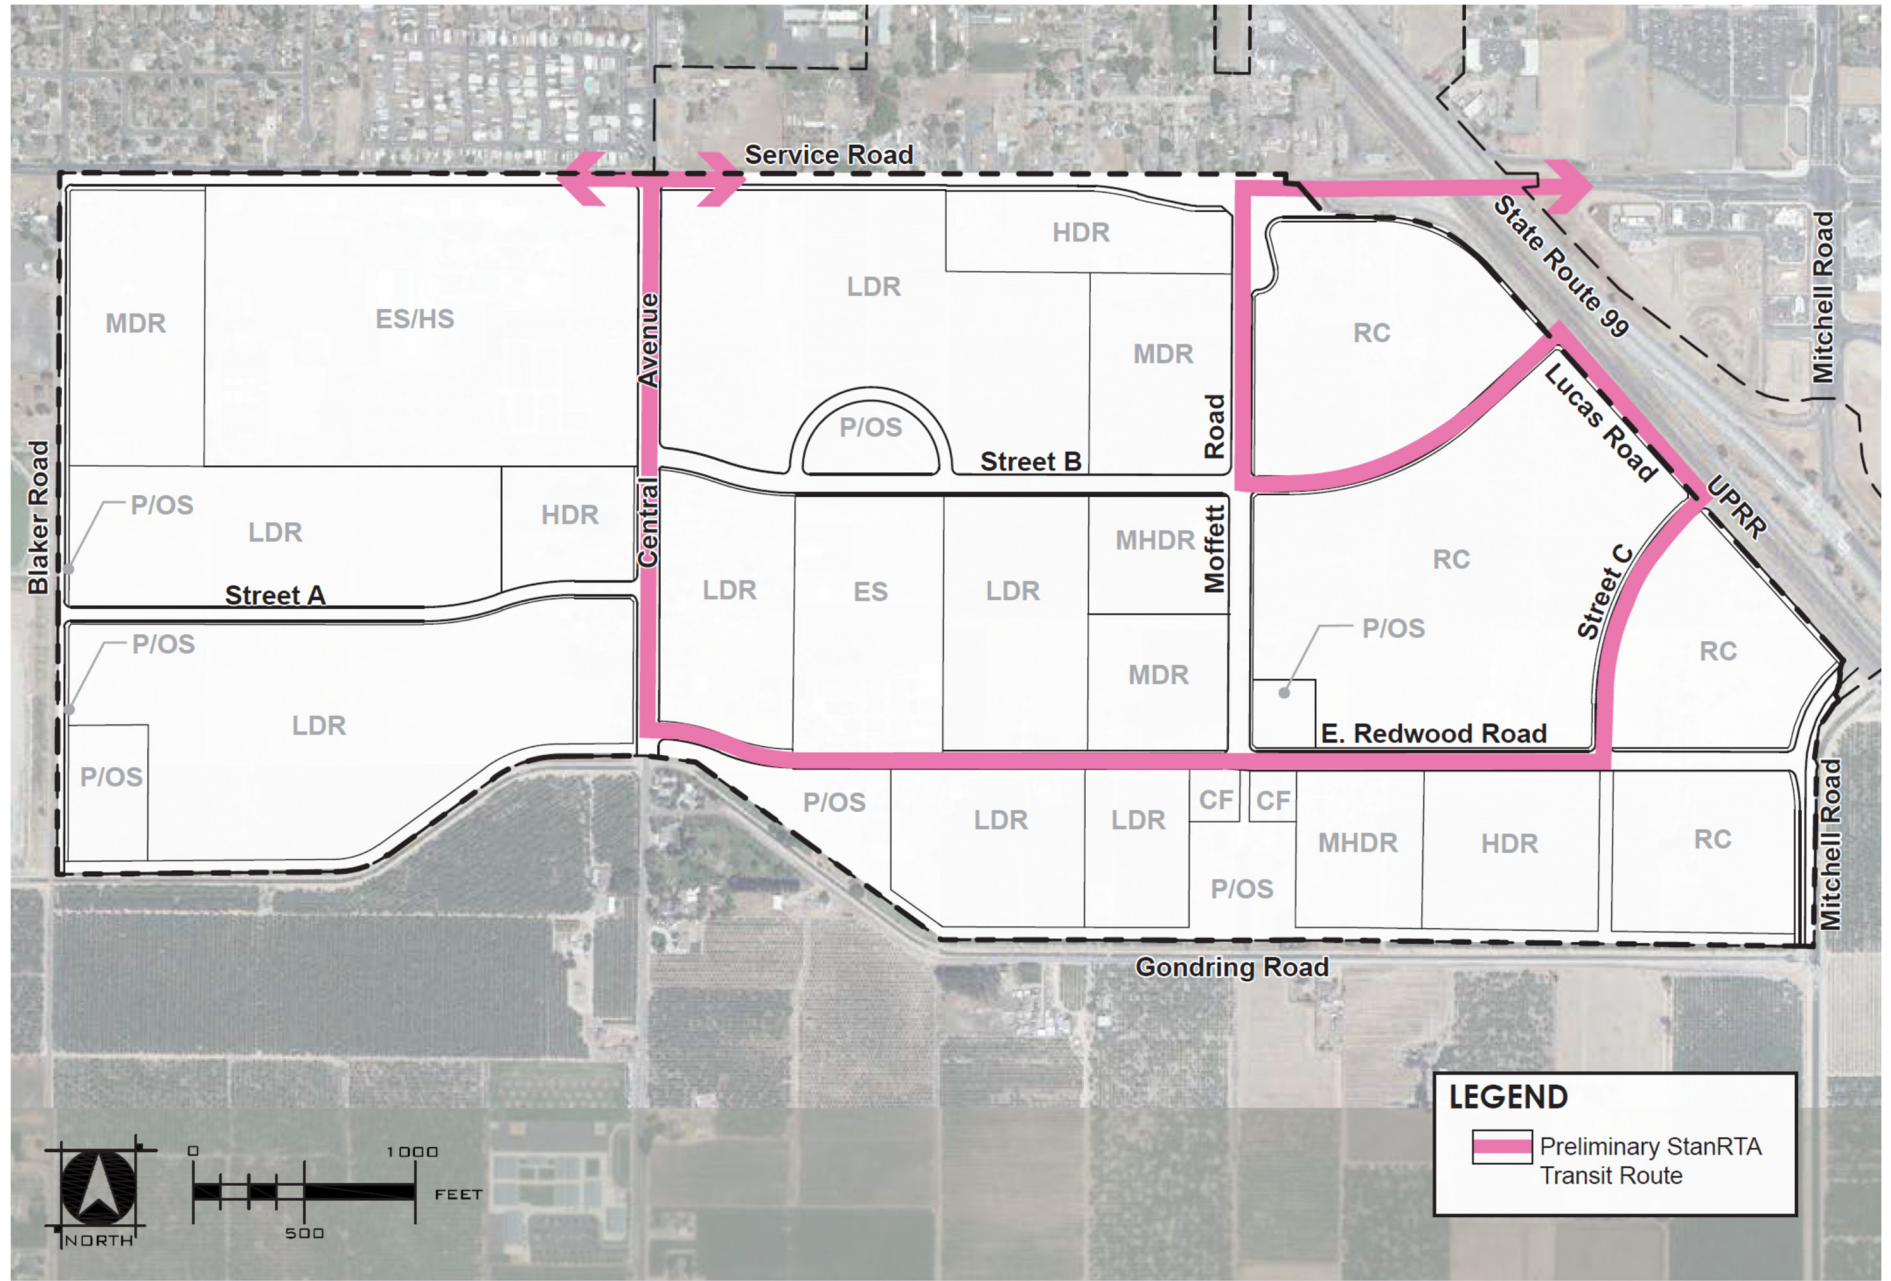 Service Road
HDR
LDR
MDR
ES/HS
RC
MDR
State Route 99
Mitchell Road
Central Avenue
P/OS
Street B
Moffett Road
Lucas Road
UPRR
Blaker Road
P/OS
LDR
HDR
Street A
LDR
ES
LDR
MHDR
MDR
RC
P/OS
Street C
RC
P/OS
LDR
P/OS
E. Redwood Road
P/OS
LDR
LDR
CF
CF
P/OS
MHDR
HDR
RC
Mitchell Road
Gondring Road
LEGEND
Preliminary StanRTA
Transit Route
NORTH
0
1000
FEET
500